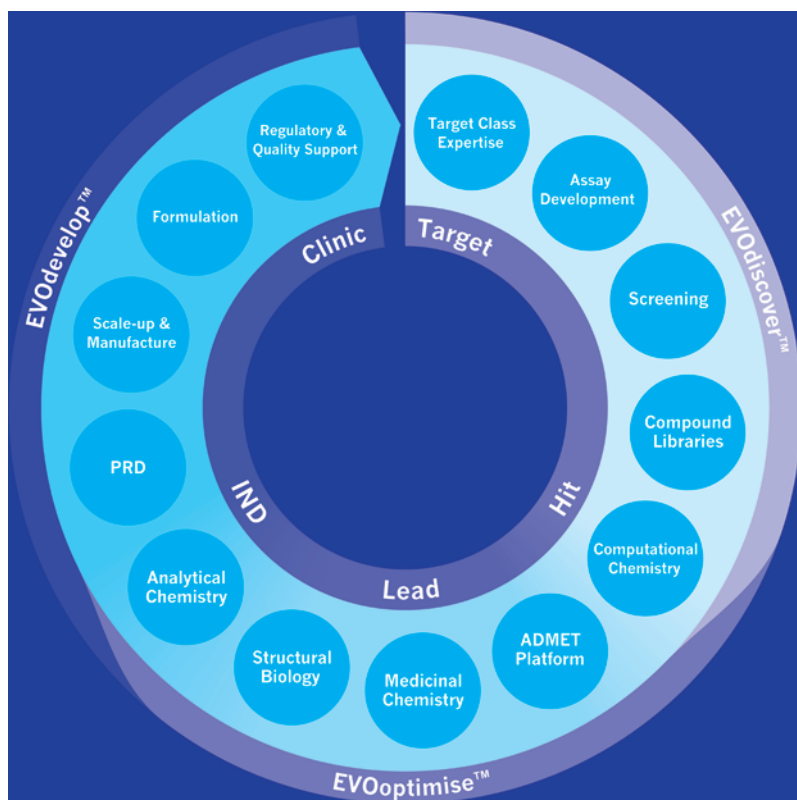 Target Class
Expertise
Assay
Development
Screening
Compound
Libraries
Computational
Chemistry
ADMET
Platform
Medicinal
Chemistry
Structural
Biology
Analytical
Chemistry
PRD
Scale-up &
Manufacture
Formulation
Regulatory &
Quality Support
Target
Hit
Lead
IND
Clinic
EVOdiscover™
EVOoptimise™
EVOdevelop™